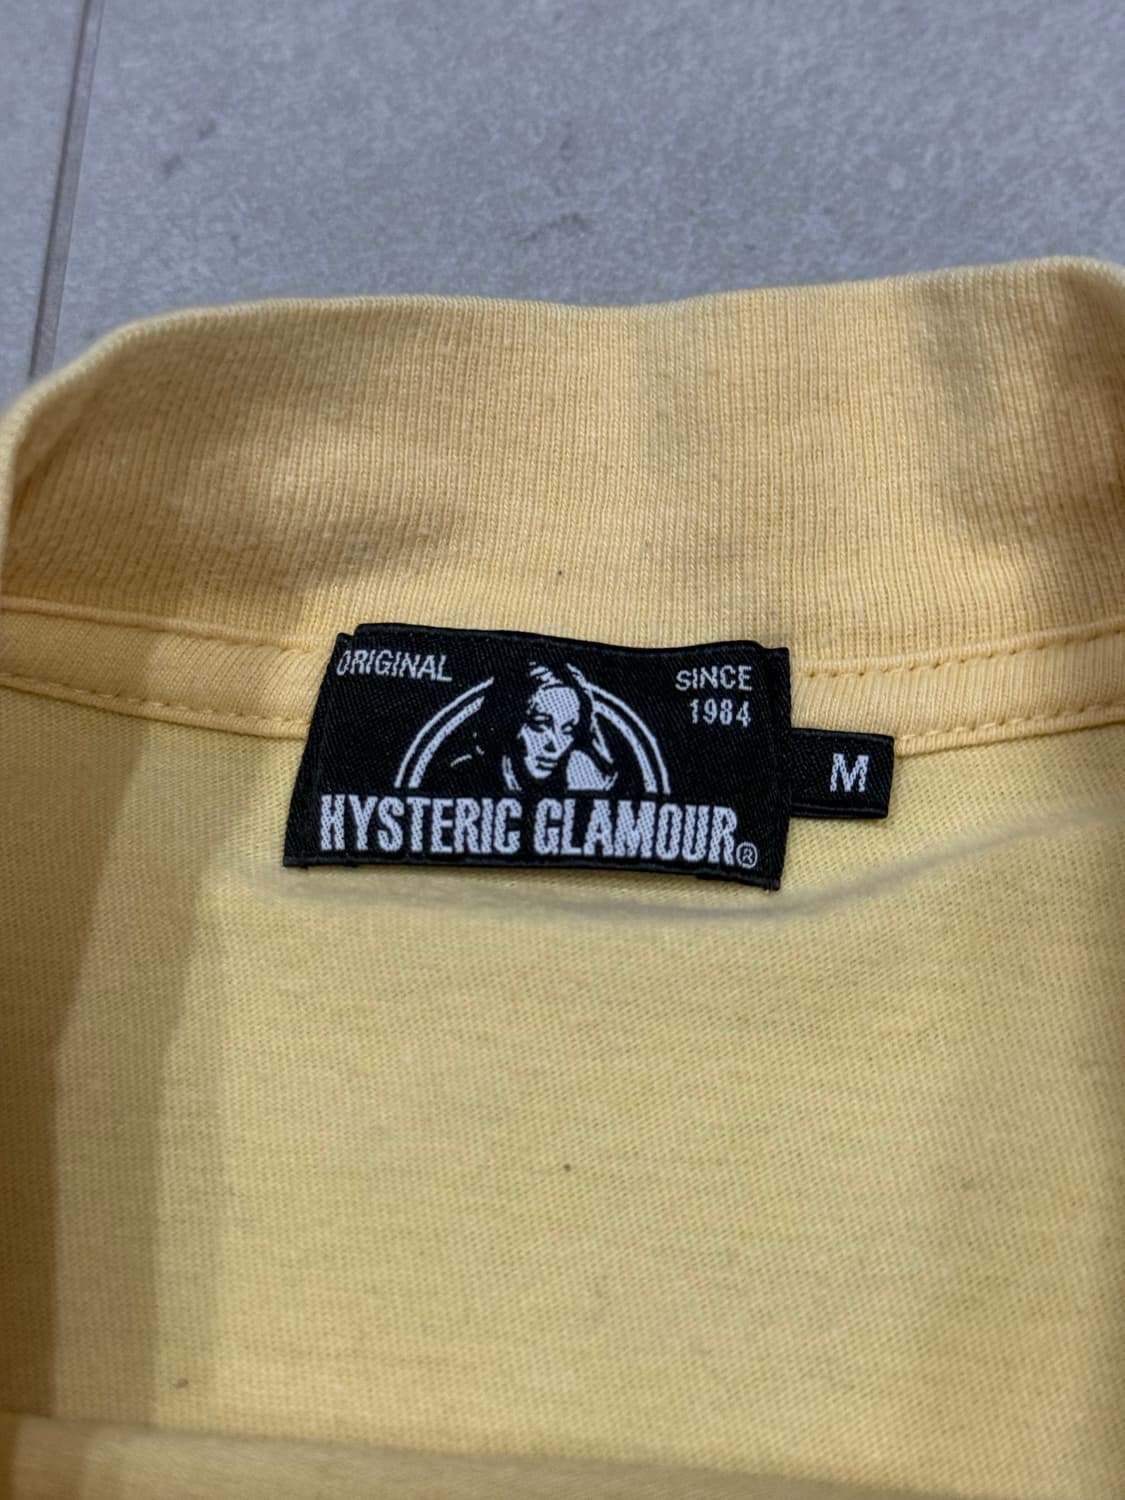 ORIGINAL
SINCE
1984
HYSTERIC GLAMOUR®
M